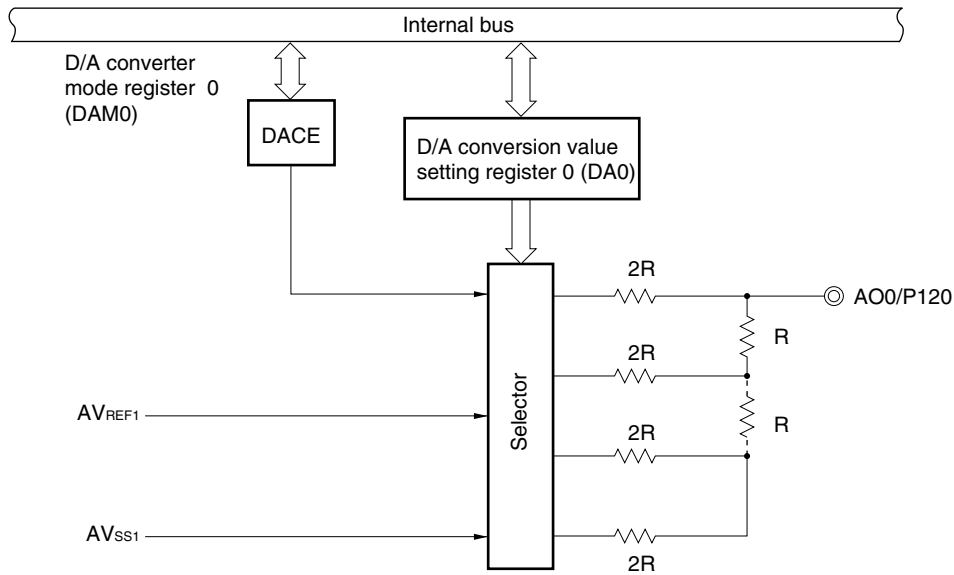 Internal bus
D/A converter
mode register 0
(DAM0)
DACE
D/A conversion value
setting register 0 (DA0)
2R
AO0/P120
R
2R
AVREF1
Selector
R
2R
AVSS1
2R